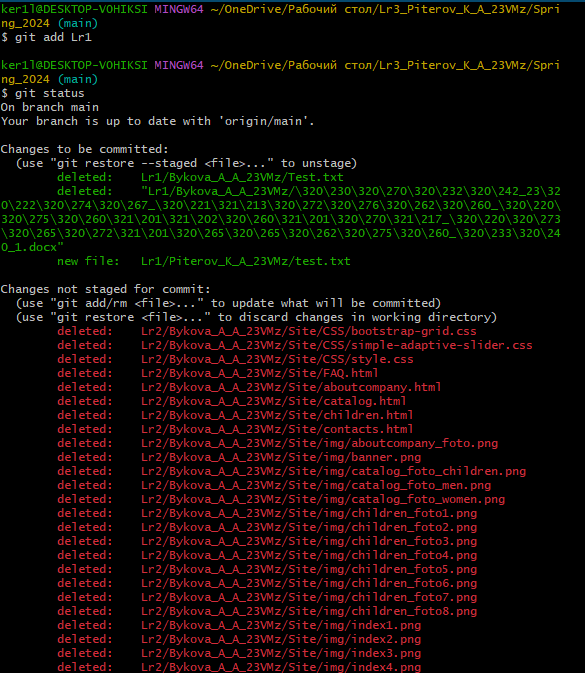 ker1l@DESKTOP-VOHIKSI MINGW64 ~/OneDrive/Рабочий стол/Lr3_Piterov_K_A_23VMz/Spri
ng_2024 (main)
$ git add Lr1
ker1l@DESKTOP-VOHIKSI MINGW64 ~/OneDrive/Рабочий стол/Lr3_Piterov_K_A_23VMz/Spri
ng_2024 (main)
$ git status
On branch main
Your branch is up to date with 'origin/main'.
Changes to be committed:
  (use "git restore --staged <file>..." to unstage)
        deleted:    Lr1/Bykova_A_A_23VMz/Test.txt
        deleted:    "Lr1/Bykova_A_A_23VMz/\320\230\320\270\320\232\320\242_23\32
0\222\320\274\320\267_\320\221\321\213\320\272\320\276\320\262\320\260_\320\220\
320\275\320\260\321\201\321\202\320\260\321\201\320\270\321\217_\320\220\320\273
\320\265\320\272\321\201\320\265\320\265\320\262\320\275\320\260_\320\233\320\24
0_1.docx"
        new file:   Lr1/Piterov_K_A_23VMz/test.txt
Changes not staged for commit:
  (use "git add/rm <file>..." to update what will be committed)
  (use "git restore <file>..." to discard changes in working directory)
        deleted:    Lr2/Bykova_A_A_23VMz/Site/CSS/bootstrap-grid.css
        deleted:    Lr2/Bykova_A_A_23VMz/Site/CSS/simple-adaptive-slider.css
        deleted:    Lr2/Bykova_A_A_23VMz/Site/CSS/style.css
        deleted:    Lr2/Bykova_A_A_23VMz/Site/FAQ.html
        deleted:    Lr2/Bykova_A_A_23VMz/Site/aboutcompany.html
        deleted:    Lr2/Bykova_A_A_23VMz/Site/catalog.html
        deleted:    Lr2/Bykova_A_A_23VMz/Site/children.html
        deleted:    Lr2/Bykova_A_A_23VMz/Site/contacts.html
        deleted:    Lr2/Bykova_A_A_23VMz/Site/img/aboutcompany_foto.png
        deleted:    Lr2/Bykova_A_A_23VMz/Site/img/banner.png
        deleted:    Lr2/Bykova_A_A_23VMz/Site/img/catalog_foto_children.png
        deleted:    Lr2/Bykova_A_A_23VMz/Site/img/catalog_foto_men.png
        deleted:    Lr2/Bykova_A_A_23VMz/Site/img/catalog_foto_women.png
        deleted:    Lr2/Bykova_A_A_23VMz/Site/img/children_foto1.png
        deleted:    Lr2/Bykova_A_A_23VMz/Site/img/children_foto2.png
        deleted:    Lr2/Bykova_A_A_23VMz/Site/img/children_foto3.png
        deleted:    Lr2/Bykova_A_A_23VMz/Site/img/children_foto4.png
        deleted:    Lr2/Bykova_A_A_23VMz/Site/img/children_foto5.png
        deleted:    Lr2/Bykova_A_A_23VMz/Site/img/children_foto6.png
        deleted:    Lr2/Bykova_A_A_23VMz/Site/img/children_foto7.png
        deleted:    Lr2/Bykova_A_A_23VMz/Site/img/children_foto8.png
        deleted:    Lr2/Bykova_A_A_23VMz/Site/img/index1.png
        deleted:    Lr2/Bykova_A_A_23VMz/Site/img/index2.png
        deleted:    Lr2/Bykova_A_A_23VMz/Site/img/index3.png
        deleted:    Lr2/Bykova_A_A_23VMz/Site/img/index4.png